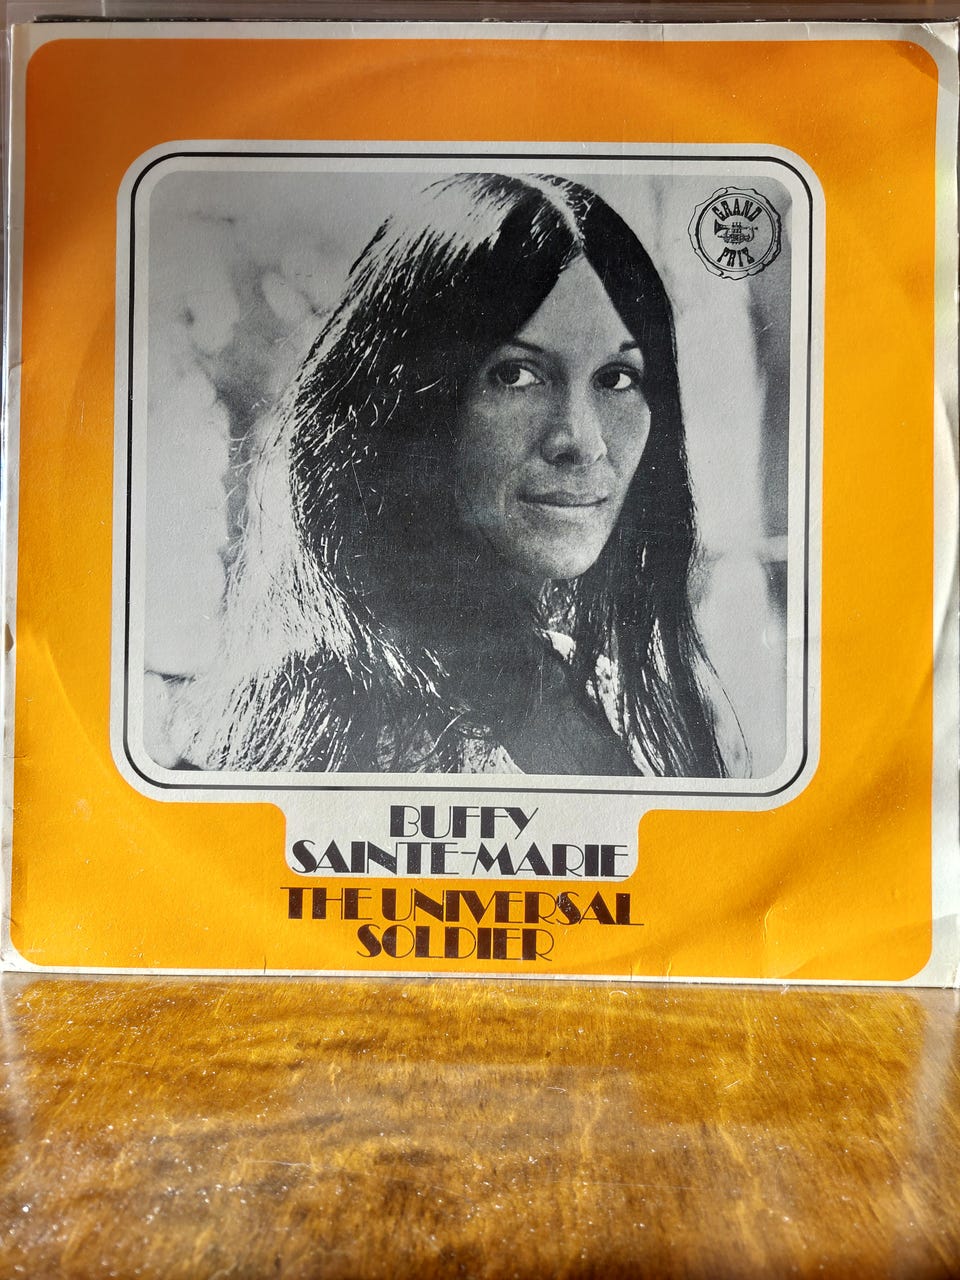 GRAND
PRIX
BUFFY
SAINTE-MARIE
THE UNIVERSAL
SOLDIER